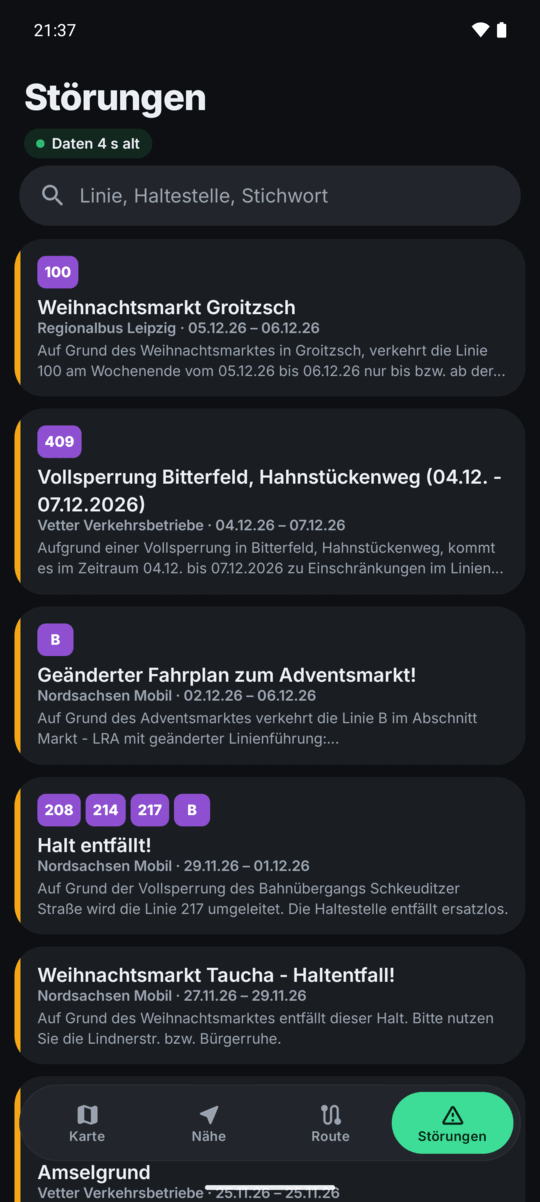 21:37
Störungen
Daten 4 s alt
Linie, Haltestelle, Stichwort
100
Weihnachtsmarkt Groitzsch
Regionalbus Leipzig · 05.12.26 – 06.12.26
Auf Grund des Weihnachtsmarktes in Groitzsch, verkehrt die Linie
100 am Wochenende vom 05.12.26 bis 06.12.26 nur bis bzw. ab der...
409
Vollsperrung Bitterfeld, Hahnstückenweg (04.12. -
07.12.2026)
Vetter Verkehrsbetriebe · 04.12.26 – 07.12.26
Aufgrund einer Vollsperrung in Bitterfeld, Hahnstückenweg, kommt
es im Zeitraum 04.12. bis 07.12.2026 zu Einschränkungen im Linien...
B
Geänderter Fahrplan zum Adventsmarkt!
Nordsachsen Mobil · 02.12.26 – 06.12.26
Auf Grund des Adventsmarktes verkehrt die Linie B im Abschnitt
Markt - LRA mit geänderter Linienführung:...
208 214 217 B
Halt entfällt!
Nordsachsen Mobil · 29.11.26 – 01.12.26
Auf Grund der Vollsperrung des Bahnübergangs Schkeuditzer
Straße wird die Linie 217 umgeleitet. Die Haltestelle entfällt ersatzlos.
Weihnachtsmarkt Taucha - Haltentfall!
Nordsachsen Mobil · 27.11.26 – 29.11.26
Auf Grund des Weihnachtsmarktes entfällt dieser Halt. Bitte nutzen
Sie die Lindnerstr. bzw. Bürgerruhe.
Karte Nähe Route Störungen
Amselgrund
Vetter Verkehrsbetriebe · 25.11.26 – 25.11.26